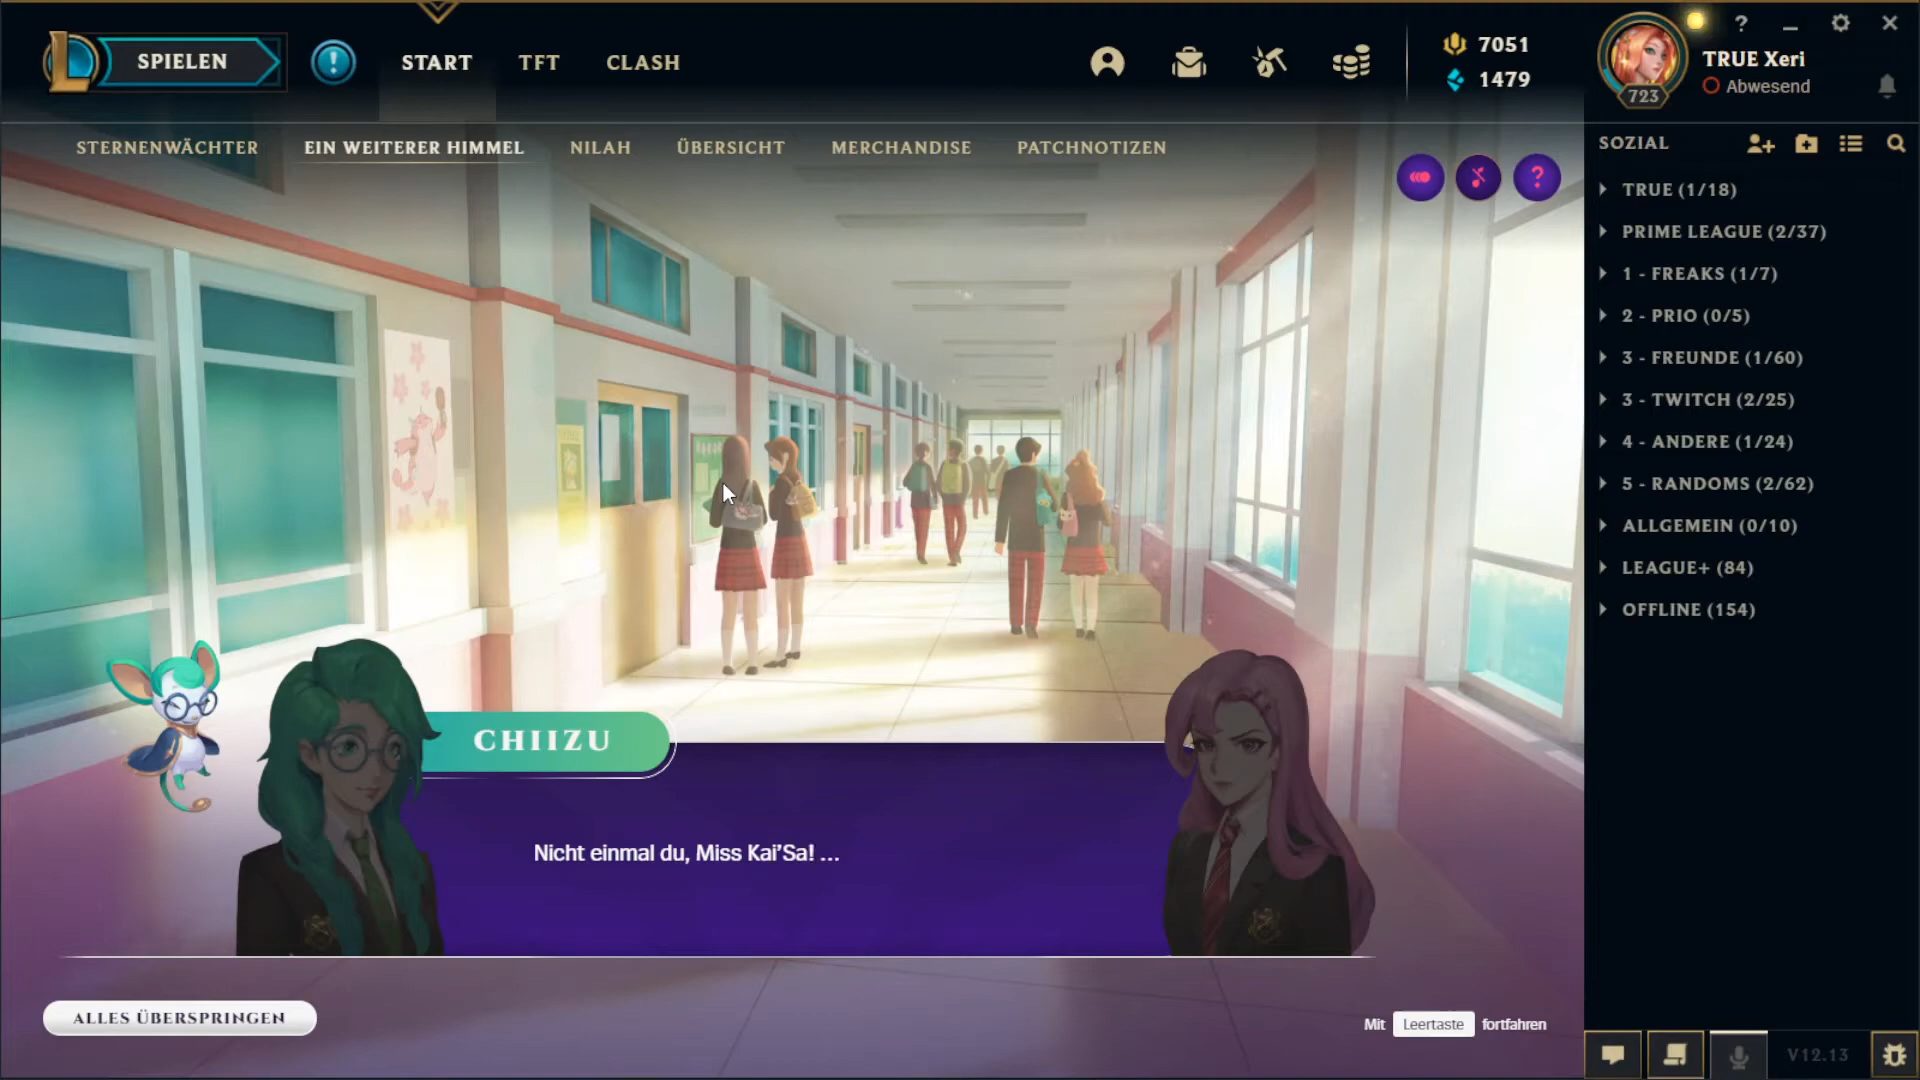 SPIELEN
START
TFT
CLASH
7051
1479
723
TRUE Xeri
Abwesend
STERNENWÄCHTER
EIN WEITERER HIMMEL
NILAH
ÜBERSICHT
MERCHANDISE
PATCHNOTIZEN
SOZIAL
TRUE (1/18)
PRIME LEAGUE (2/37)
1 - FREAKS (1/7)
2 - PRIO (0/5)
3 - FREUNDE (1/60)
3 - TWITCH (2/25)
4 - ANDERE (1/24)
5 - RANDOMS (2/62)
ALLGEMEIN (0/10)
LEAGUE+ (84)
OFFLINE (154)
CHIIZU
Nicht einmal du, Miss Kai'Sa! ...
ALLES ÜBERSPRINGEN
Mit Leertaste fortfahren
V12.13